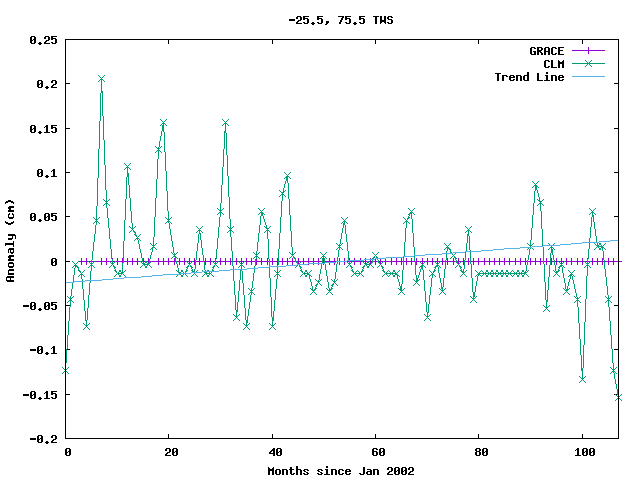 -25.5, 75.5 TWS
GRACE
CLM
Trend Line
0.25
0.2
0.15
0.1
0.05
0
-0.05
-0.1
-0.15
-0.2
Anomaly (cm)
0 20 40 60 80 100
Months since Jan 2002